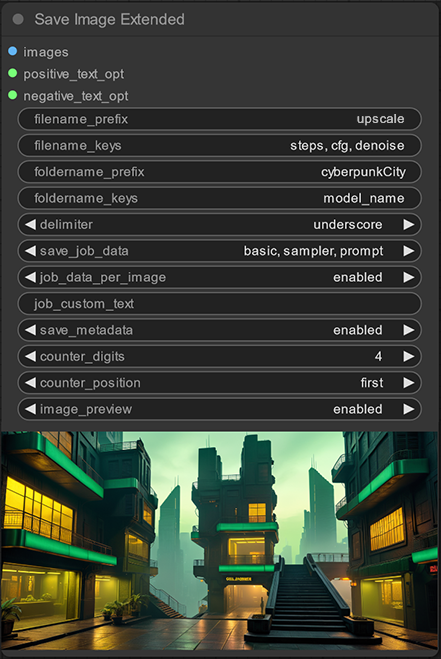 Save Image Extended
images
positive_text_opt
negative_text_opt
filename_prefix upscale
filename_keys steps, cfg, denoise
foldername_prefix cyberpunkCity
foldername_keys model_name
delimiter underscore
save_job_data basic, sampler, prompt
job_data_per_image enabled
job_custom_text
save_metadata enabled
counter_digits 4
counter_position first
image_preview enabled